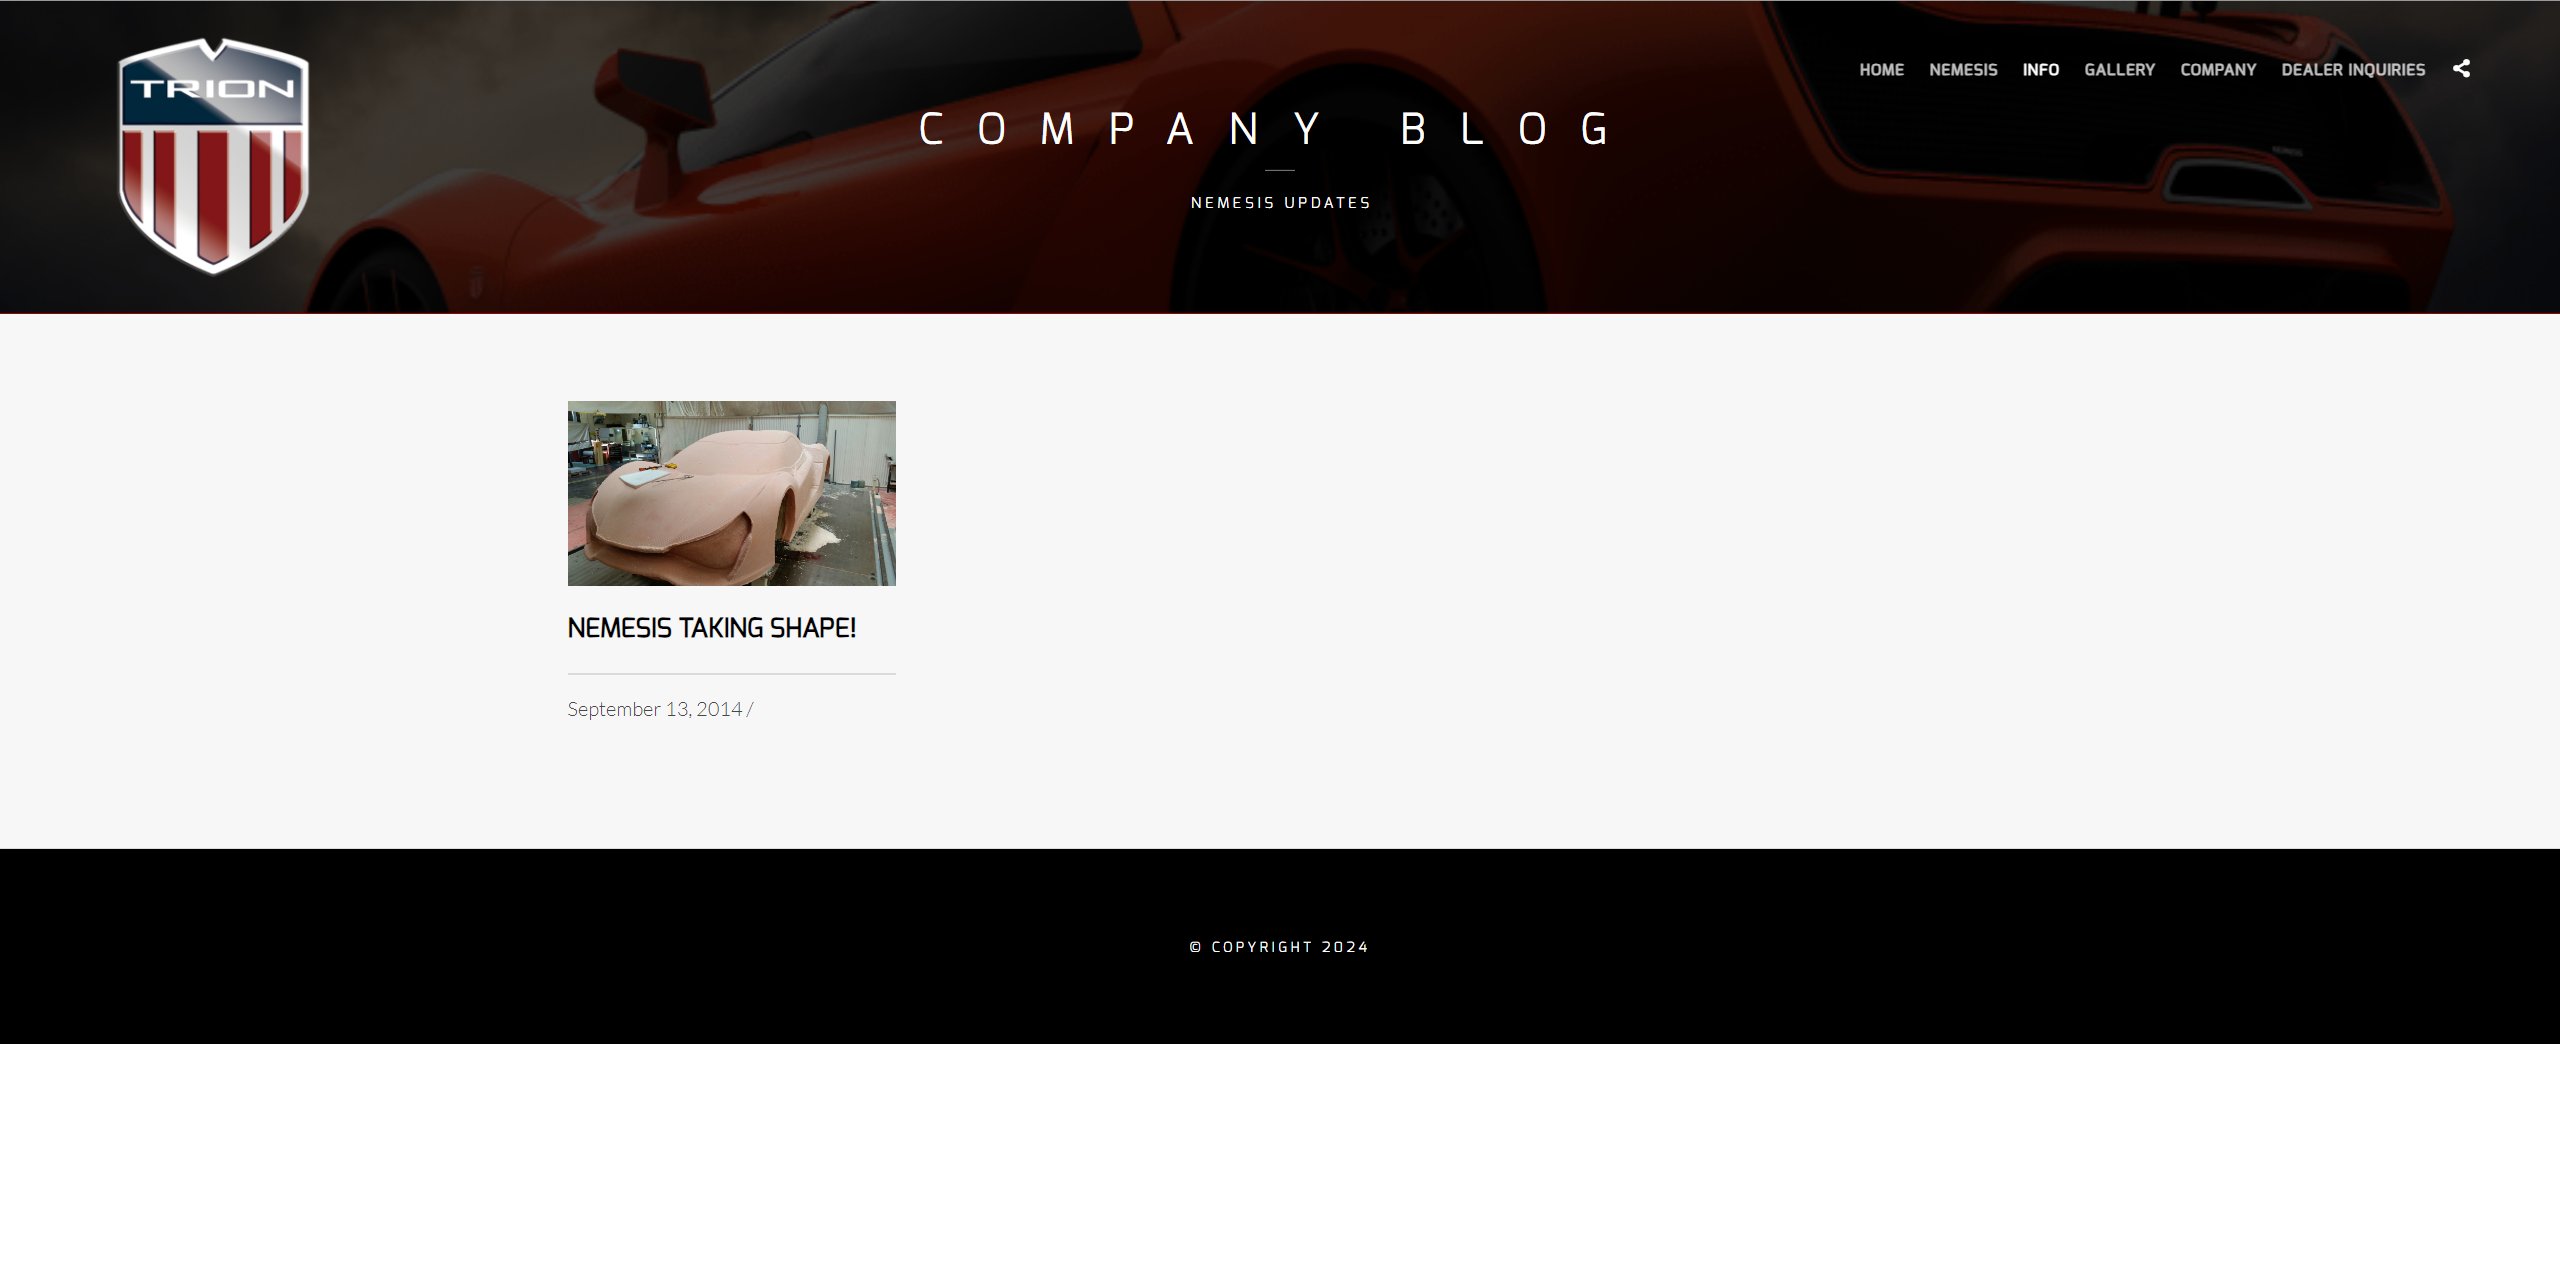 TRION
HOME NEMESIS INFO GALLERY COMPANY DEALER INQUIRIES
COMPANY BLOG
NEMESIS UPDATES
NEMESIS TAKING SHAPE!
September 13, 2014 /
© COPYRIGHT 2024